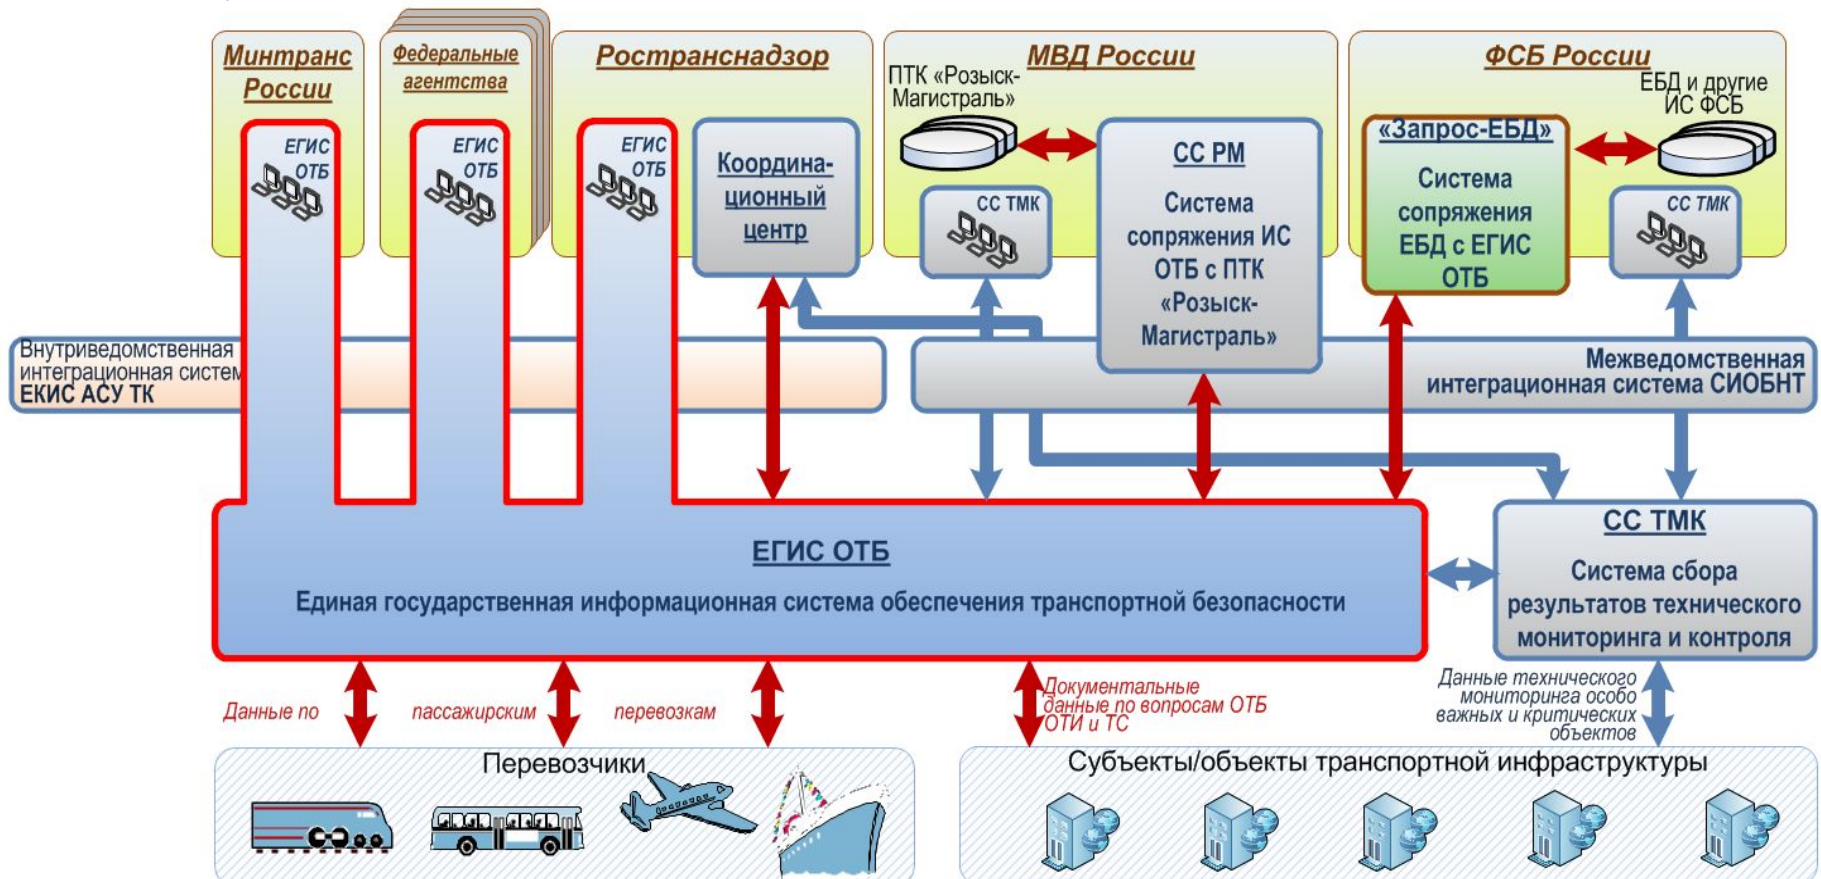 Минтранс
России
ЕГИС
ОТБ
Федеральные
агентства
ЕГИС
ОТБ
Ространснадзор
ЕГИС
ОТБ
Координа-
ционный
центр
МВД России
ПТК «Розыск-
Магистраль»
СС ТМК
СС РМ
Система
сопряжения ИС
ОТБ с ПТК
«Розыск-
Магистраль»
ФСБ России
«Запрос-ЕБД»
Система
сопряжения
ЕБД с ЕГИС
ОТБ
ЕБД и другие
ИС ФСБ
СС ТМК
Внутриведомственная
интеграционная систем
ЕКИС АСУ ТК
Межведомственная
интеграционная система СИОБНТ
ЕГИС ОТБ
Единая государственная информационная система обеспечения транспортной безопасности
СС ТМК
Система сбора
результатов технического
мониторинга и контроля
Данные по пассажирским перевозкам
Документальные
данные по вопросам ОТБ
ОТИ и ТС
Данные технического
мониторинга особо
важных и критических
объектов
Перевозчики
Субъекты/объекты транспортной инфраструктуры